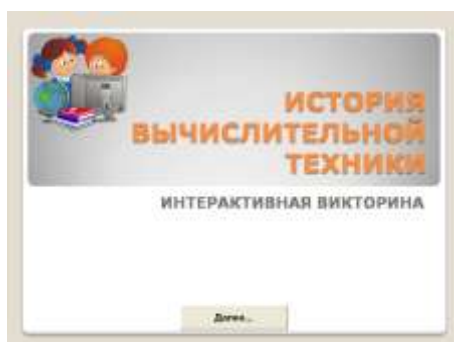 ИСТОРИЯ
ВЫЧИСЛИТЕЛЬНОЙ
ТЕХНИКИ
ИНТЕРАКТИВНАЯ ВИКТОРИНА
Далее...